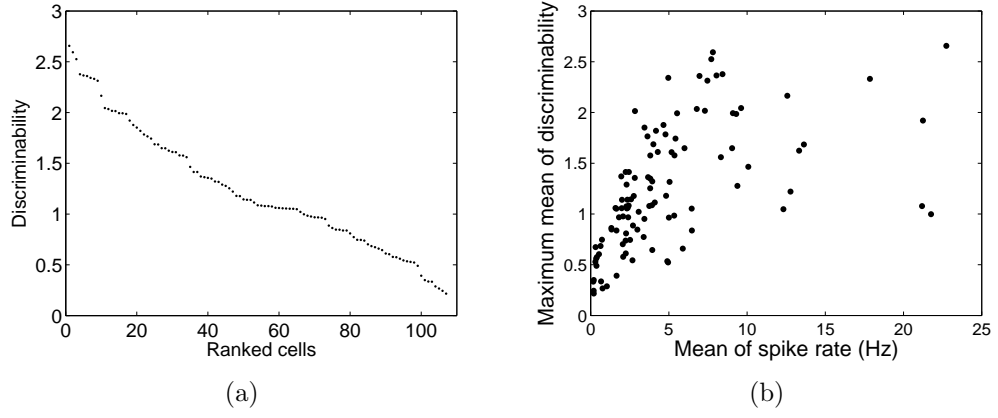 3
2.5
2
1.5
1
0.5
0
0 20 40 60 80 100
Discriminability
Ranked cells
(a)
3
2.5
2
1.5
1
0.5
0
0 5 10 15 20 25
Maximum mean of discriminability
Mean of spike rate (Hz)
(b)